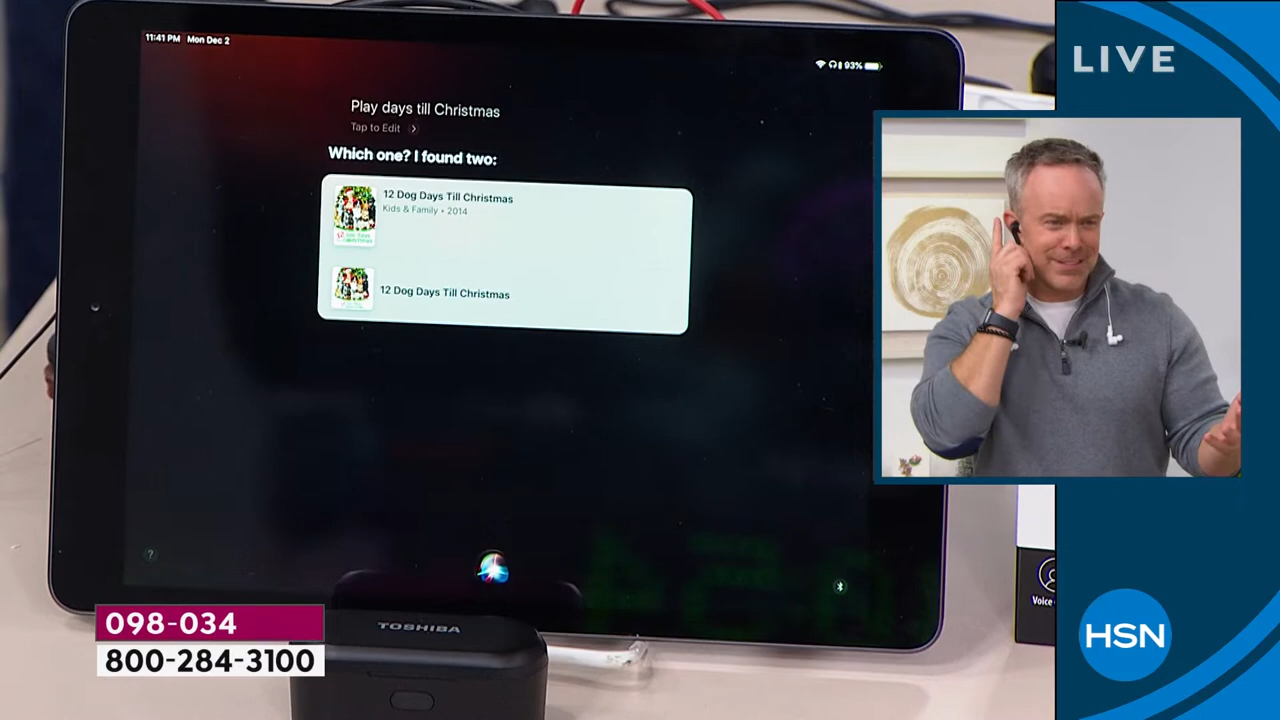 11:41 PM Mon Dec 2
93%
LIVE
Play days till Christmas
Tap to Edit
Which one? I found two:
12 Dog Days Till Christmas
Kids & Family • 2014
12 Dog Days Till Christmas
?
Voice
098-034
TOSHIBA
800-284-3100
HSN